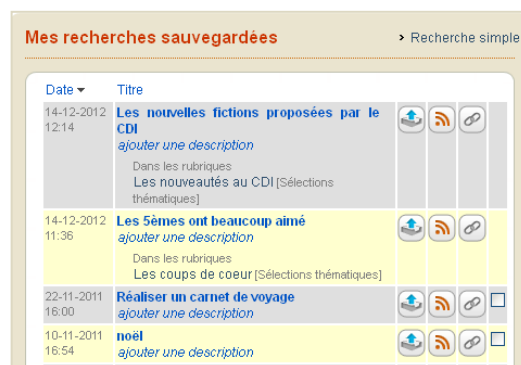 Mes recherches sauvegardées
Recherche simple
Date
Titre
14-12-2012
12:14
Les nouvelles fictions proposées par le
CDI
ajouter une description
Dans les rubriques
Les nouveautés au CDI [Sélections
thématiques]
14-12-2012
11:36
Les 5èmes ont beaucoup aimé
ajouter une description
Dans les rubriques
Les coups de coeur [Sélections thématiques]
22-11-2011
16:00
Réaliser un carnet de voyage
ajouter une description
10-11-2011
16:54
noël
ajouter une description